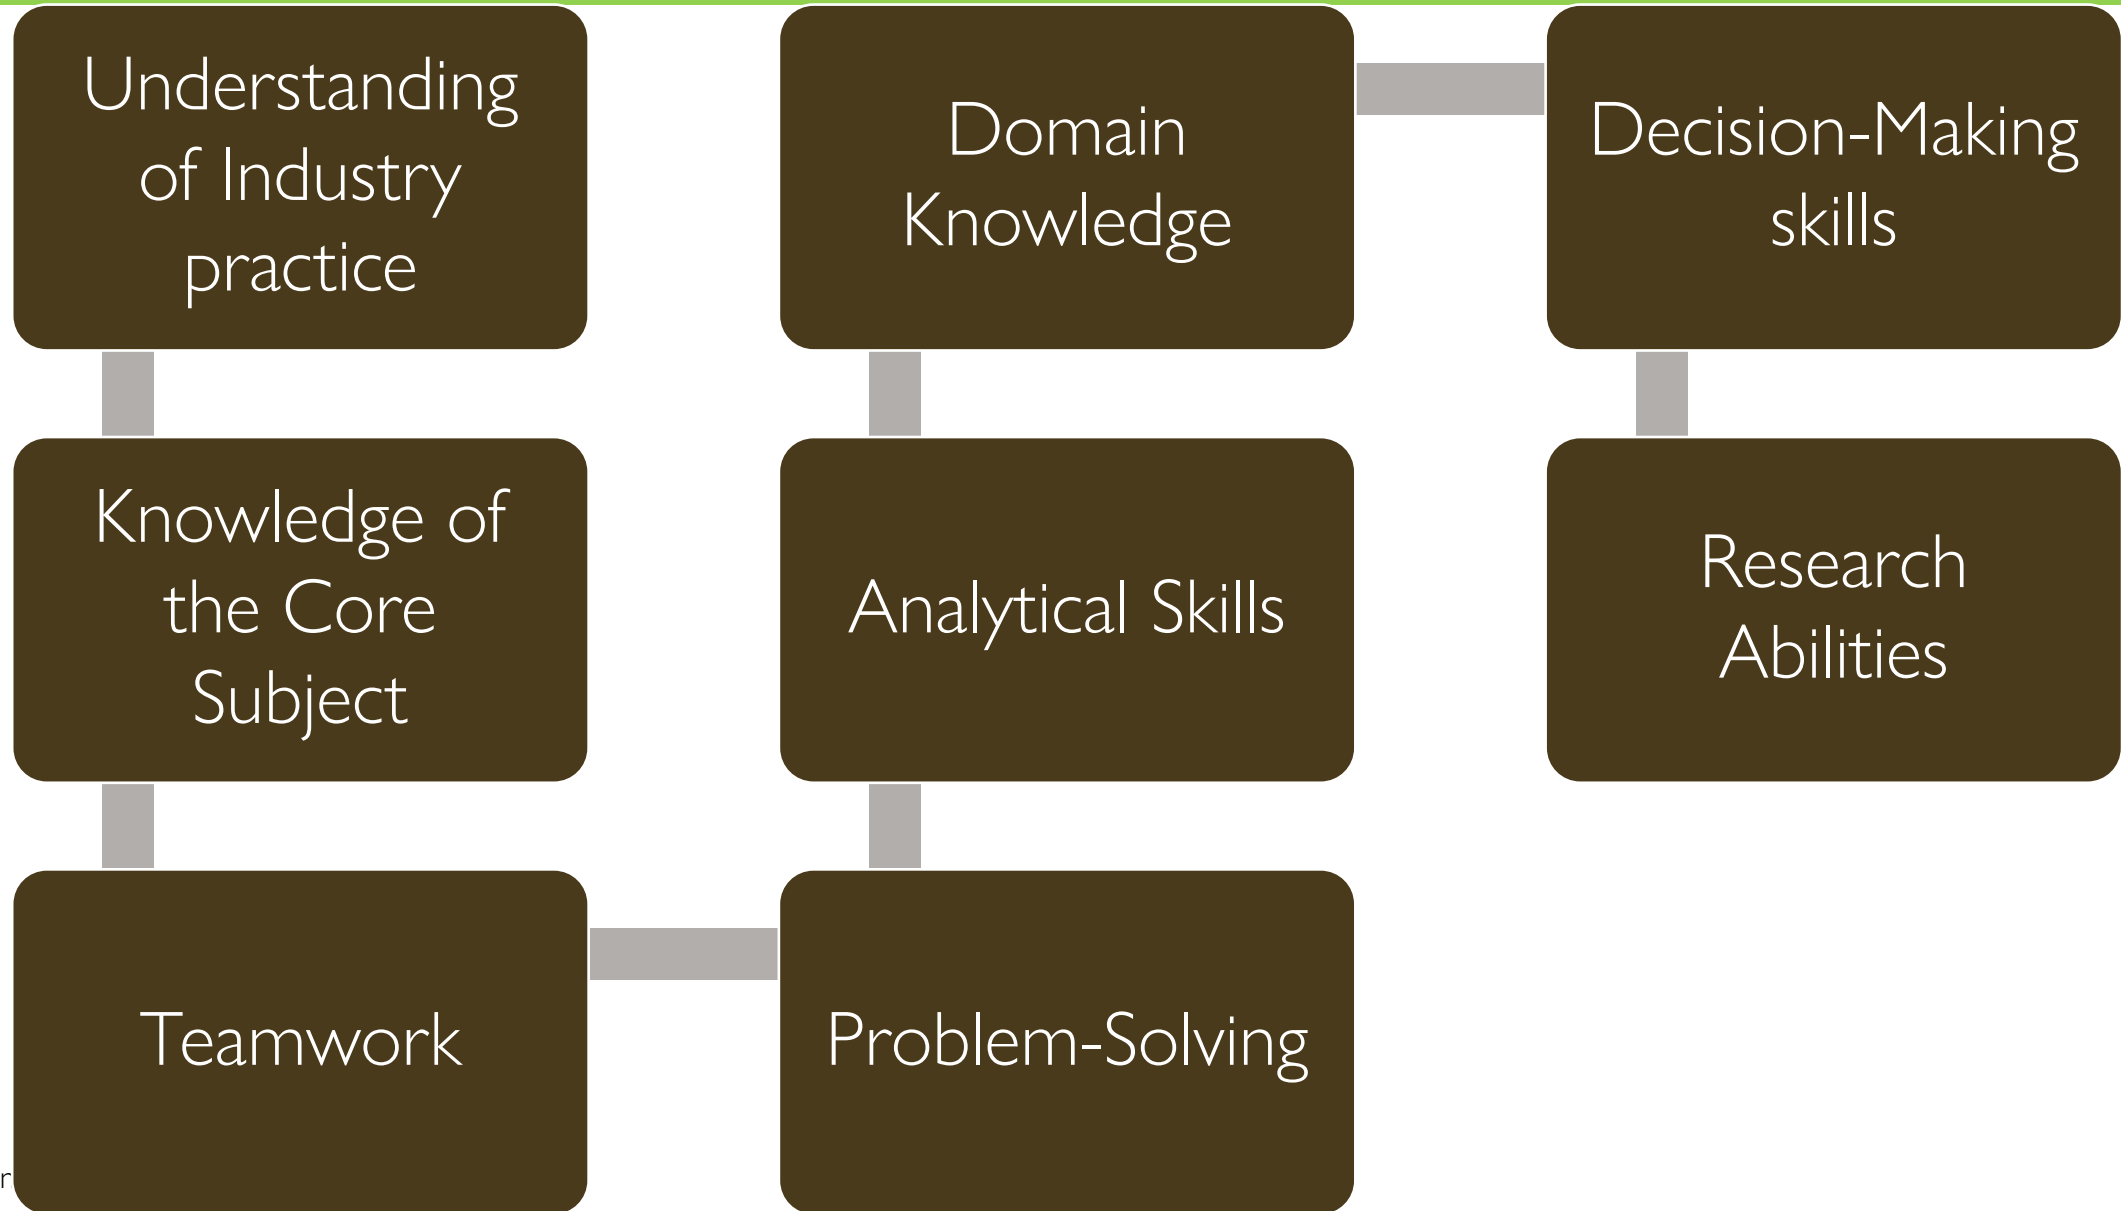 Understanding
of Industry
practice
Knowledge of
the Core
Subject
Teamwork
Problem-Solving
Analytical Skills
Domain
Knowledge
Decision-Making
skills
Research
Abilities
r